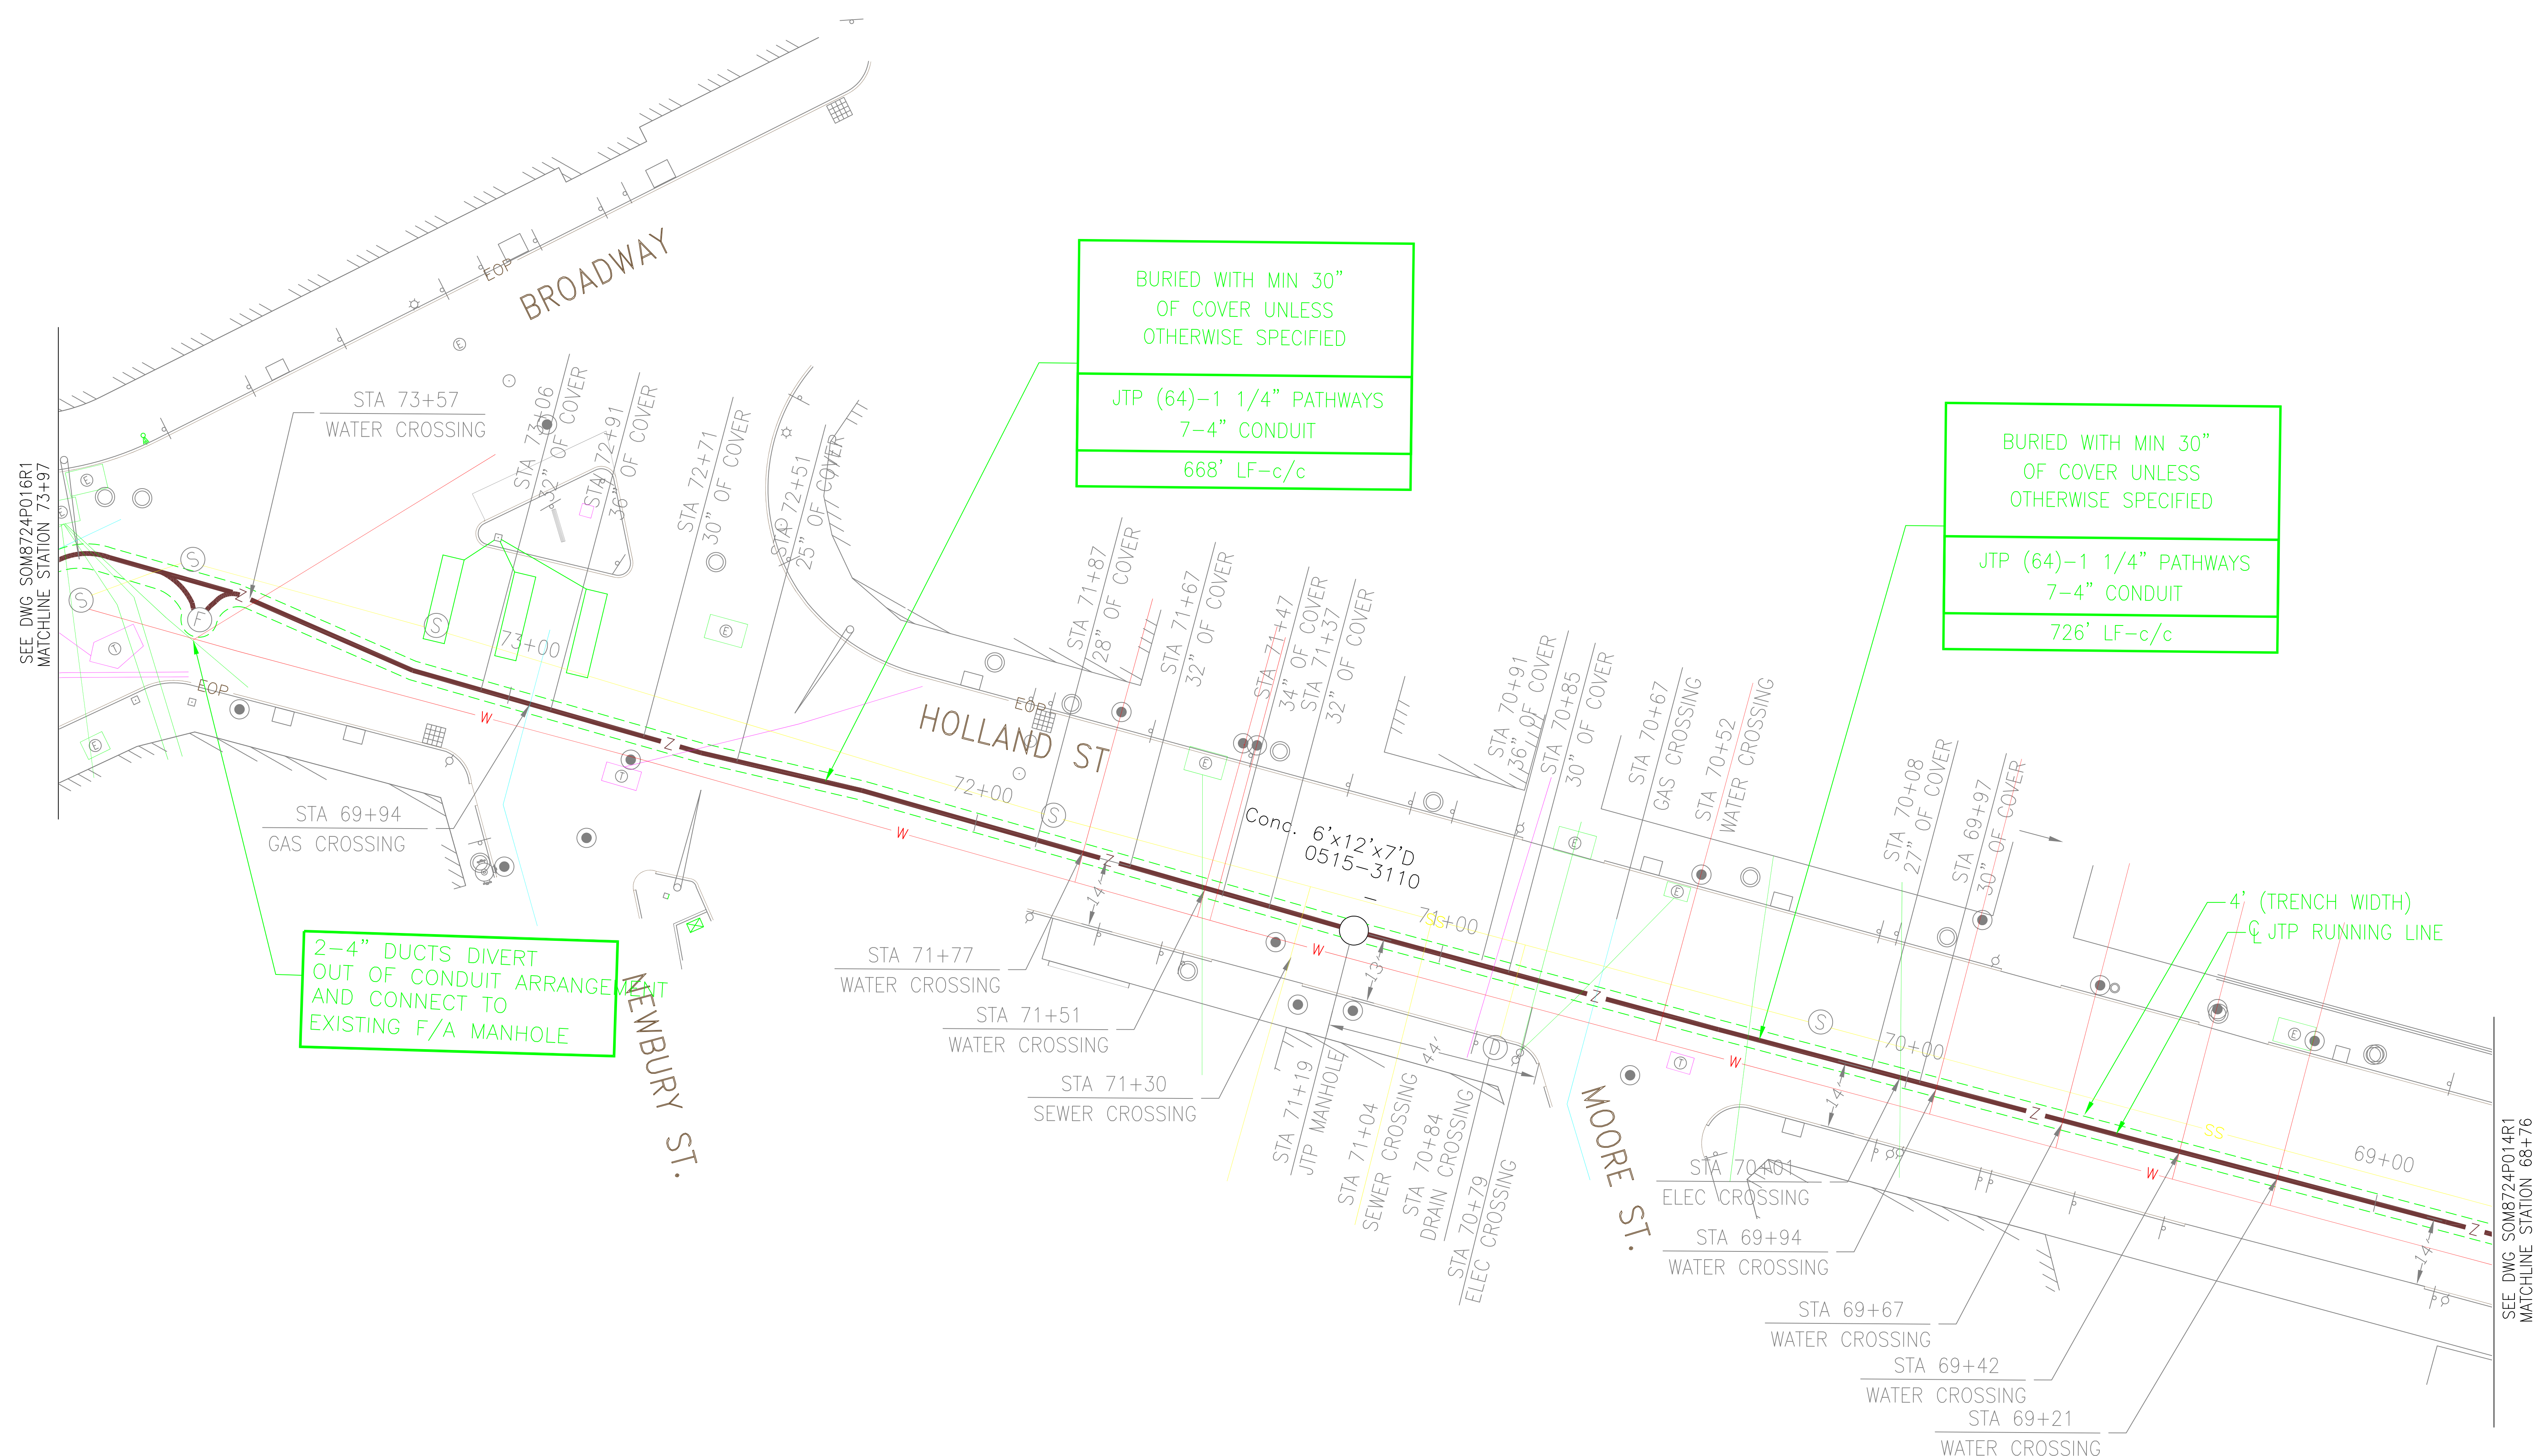 SEE DWG SOM8724P016R1
MATCHLINE STATION 73+97
BROADWAY
EOP
STA 73+57
WATER CROSSING
STA 73+06
32" OF COVER
STA 72+91
36" OF COVER
STA 72+71
30" OF COVER
STA 72+51
25" OF COVER
BURIED WITH MIN 30"
OF COVER UNLESS
OTHERWISE SPECIFIED
JTP (64)-1 1/4" PATHWAYS
7-4" CONDUIT
668' LF-c/c
BURIED WITH MIN 30"
OF COVER UNLESS
OTHERWISE SPECIFIED
JTP (64)-1 1/4" PATHWAYS
7-4" CONDUIT
726' LF-c/c
STA 71+87
28" OF COVER
STA 71+67
32" OF COVER
STA 71+47
34" OF COVER
STA 71+37
32" OF COVER
STA 70+91
36" OF COVER
STA 70+85
30" OF COVER
STA 70+67
GAS CROSSING
STA 70+52
WATER CROSSING
STA 70+08
27" OF COVER
STA 69+97
30" OF COVER
E
E
E
E
E
E
E
E
E
S
S
S
S
S
F
T
T
T
D
Z
Z
Z
Z
Z
Z
W
W
W
W
W
SS
SS
73+00
72+00
71+00
70+00
69+00
EOP
EOP
HOLLAND ST
Conc. 6'x12'x7'D
0515-3110
4' (TRENCH WIDTH)
℄ JTP RUNNING LINE
STA 69+94
GAS CROSSING
2-4" DUCTS DIVERT
OUT OF CONDUIT ARRANGEMENT
AND CONNECT TO
EXISTING F/A MANHOLE
NEWBURY ST.
14'
13'
44'
14'
14'
STA 71+77
WATER CROSSING
STA 71+51
WATER CROSSING
STA 71+30
SEWER CROSSING
STA 71+19
JTP MANHOLE
STA 71+04
SEWER CROSSING
STA 70+84
DRAIN CROSSING
STA 70+79
ELEC CROSSING
MOORE ST.
STA 70+01
ELEC CROSSING
STA 69+94
WATER CROSSING
STA 69+67
WATER CROSSING
STA 69+42
WATER CROSSING
STA 69+21
WATER CROSSING
SEE DWG SOM8724P014R1
MATCHLINE STATION 68+76